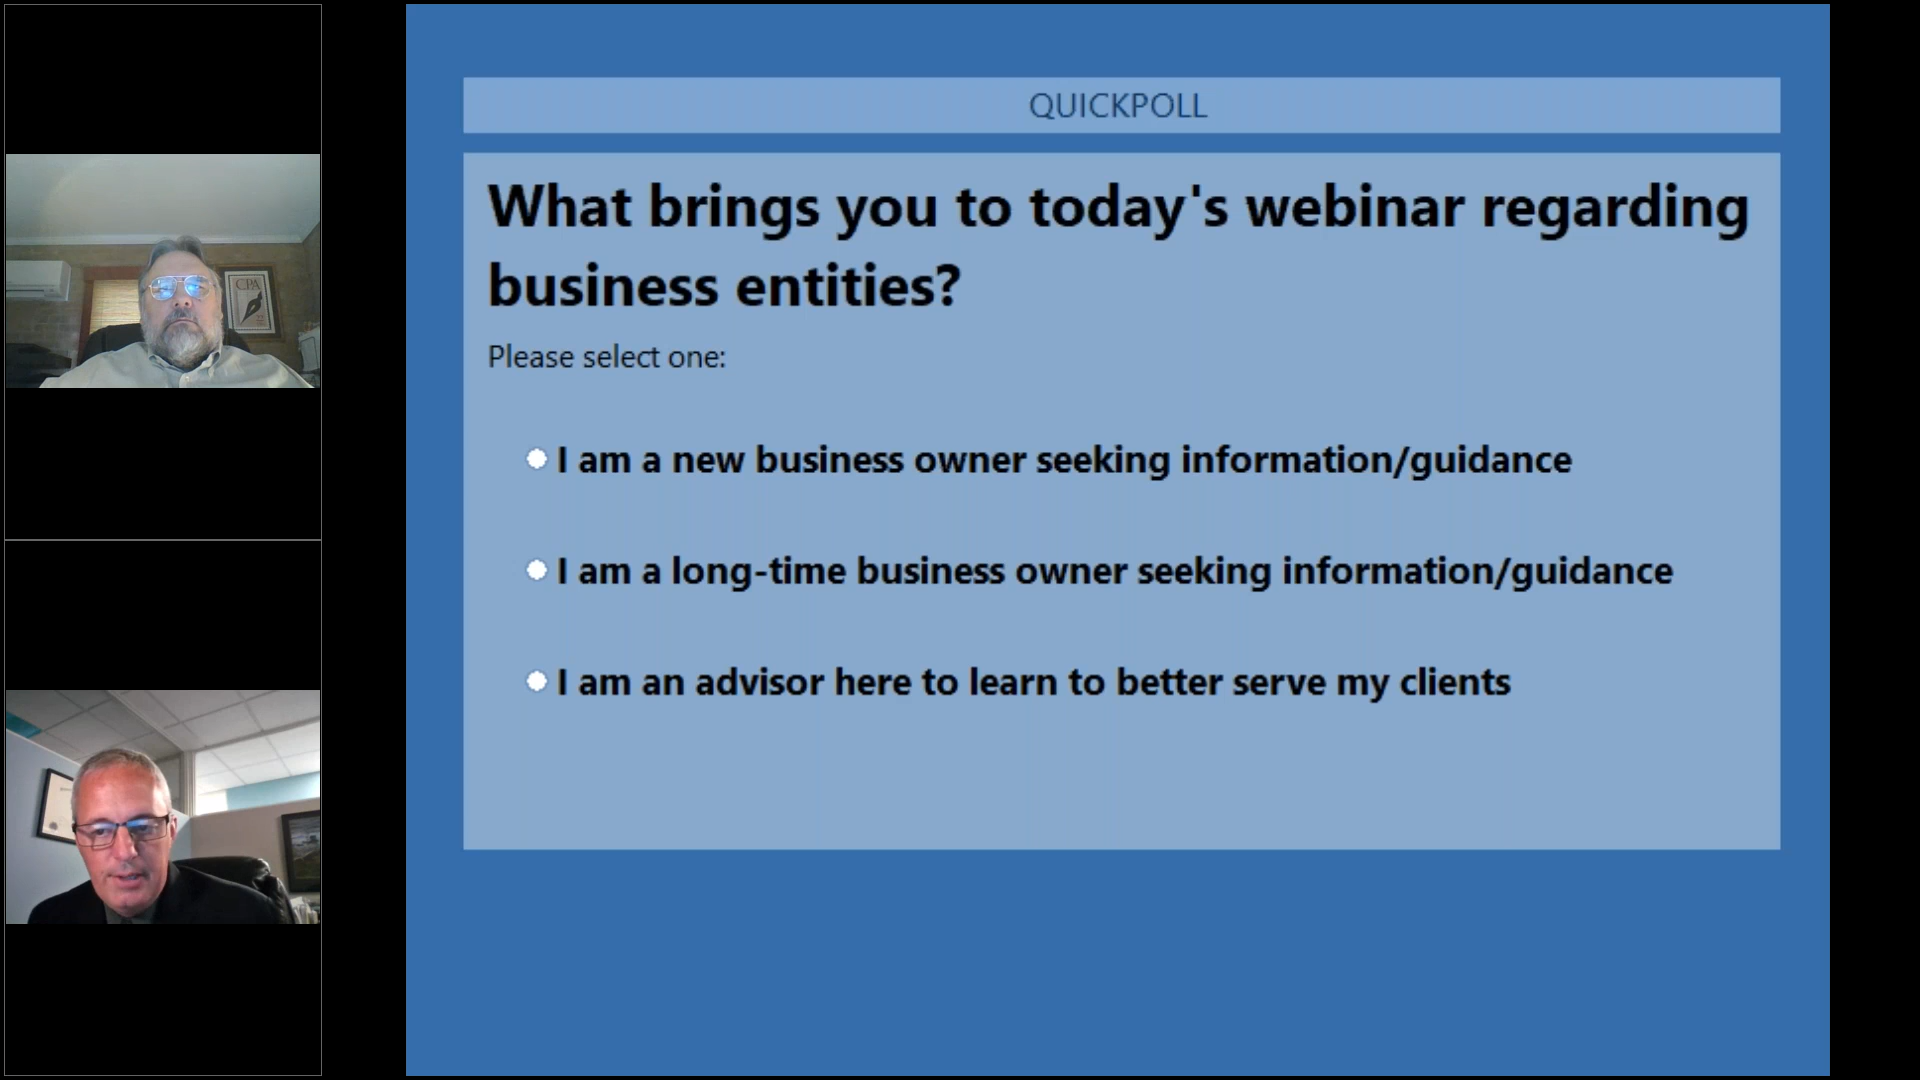 QUICKPOLL
What brings you to today's webinar regarding
business entities?
Please select one:
I am a new business owner seeking information/guidance
I am a long-time business owner seeking information/guidance
I am an advisor here to learn to better serve my clients
CPA